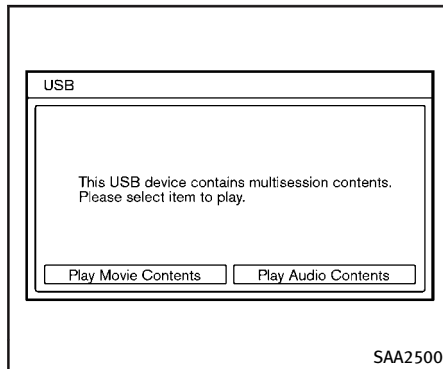 USB
This USB device contains multisession contents.
Please select item to play.
Play Movie Contents
Play Audio Contents
SAA2500